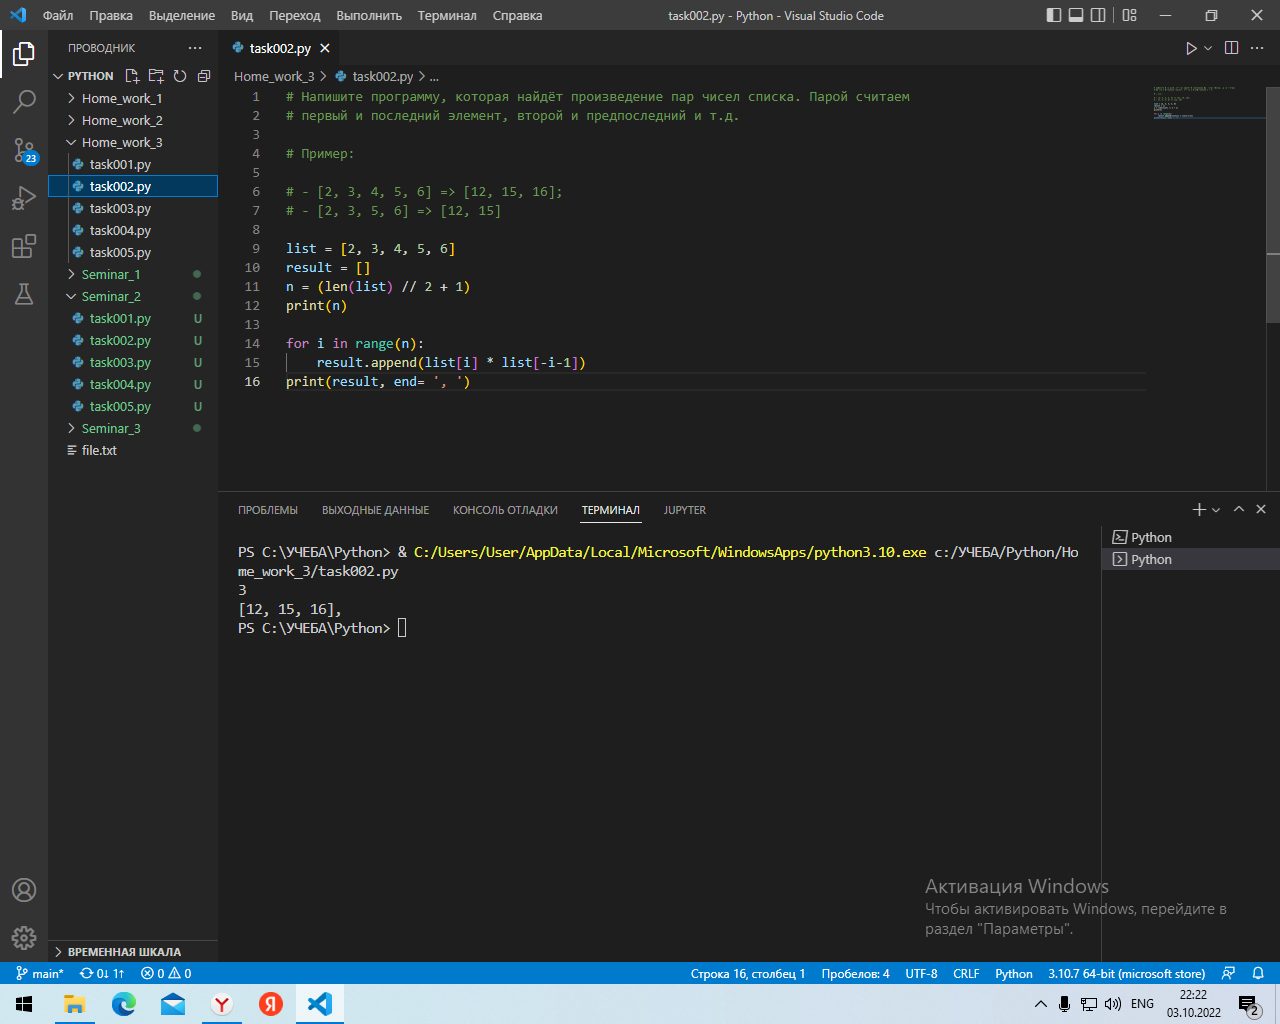 Файл Правка Выделение Вид Переход Выполнить Терминал Справка task002.py - Python - Visual Studio Code
ПРОВОДНИК
PYTHON
Home_work_1
Home_work_2
Home_work_3
task001.py
task002.py
task003.py
task004.py
task005.py
Seminar_1
Seminar_2
task001.py U
task002.py U
task003.py U
task004.py U
task005.py U
Seminar_3
file.txt
ВРЕМЕННАЯ ШКАЛА
23
task002.py
Home_work_3 > task002.py > ...
1 # Напишите программу, которая найдёт произведение пар чисел списка. Парой считаем
2 # первый и последний элемент, второй и предпоследний и т.д.
3
4 # Пример:
5
6 # - [2, 3, 4, 5, 6] => [12, 15, 16];
7 # - [2, 3, 5, 6] => [12, 15]
8
9 list = [2, 3, 4, 5, 6]
10 result = []
11 n = (len(list) // 2 + 1)
12 print(n)
13
14 for i in range(n):
15 result.append(list[i] * list[-i-1])
16 print(result, end= ', ')
ПРОБЛЕМЫ ВЫХОДНЫЕ ДАННЫЕ КОНСОЛЬ ОТЛАДКИ ТЕРМИНАЛ JUPYTER
PS C:\УЧЕБА\Python> & C:/Users/User/AppData/Local/Microsoft/WindowsApps/python3.10.exe c:/УЧЕБА/Python/Ho
me_work_3/task002.py
3
[12, 15, 16],
PS C:\УЧЕБА\Python>
Python
Python
Активация Windows
Чтобы активировать Windows, перейдите в
раздел "Параметры".
main* 0↓ 1↑ 0 0 Строка 16, столбец 1 Пробелов: 4 UTF-8 CRLF Python 3.10.7 64-bit (microsoft store)
ENG 22:22
03.10.2022
2